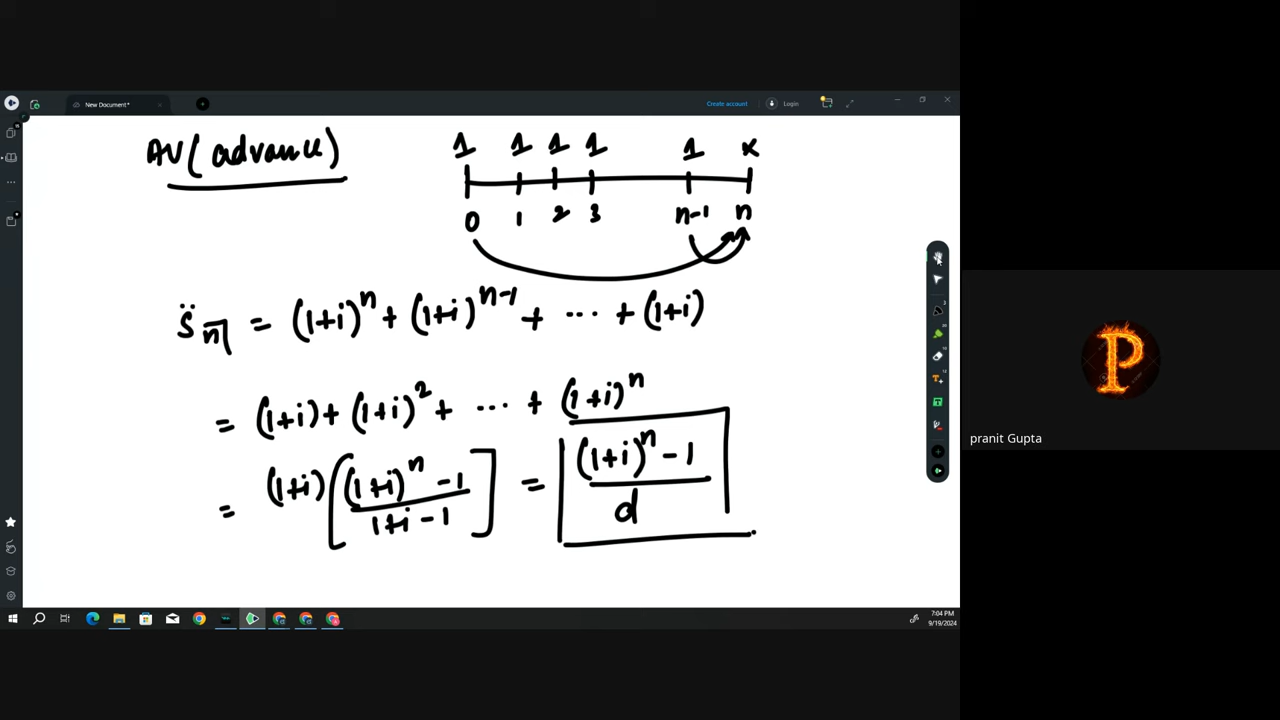 New Document*
Create account
Login
AV(advance)
1 1 1 1 1 x
0 1 2 3 n-1 n
s̈n̅| = (1+i)^n + (1+i)^n-1 + ... + (1+i)
= (1+i) + (1+i)^2 + ... + (1+i)^n
= (1+i)[(1+i)^n - 1 / 1+i-1] = (1+i)^n - 1 / d
pranit Gupta
P
7:04 PM
9/19/2024